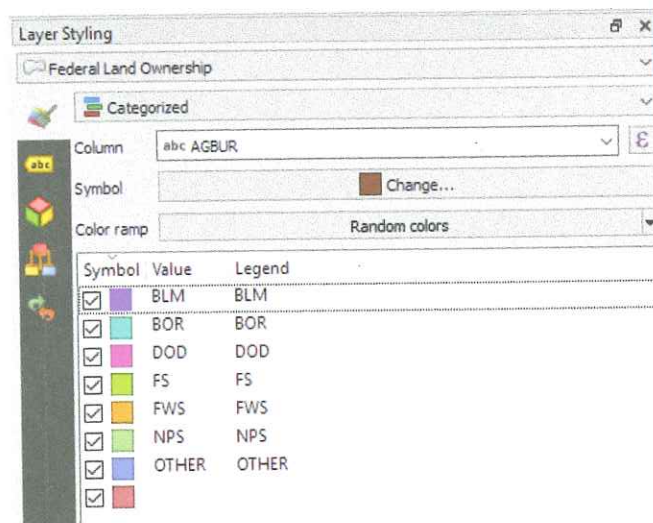 Layer Styling
Federal Land Ownership
Categorized
abc
Column abc AGBUR ε
Symbol Change...
Color ramp Random colors
Symbol Value Legend
BLM BLM
BOR BOR
DOD DOD
FS FS
FWS FWS
NPS NPS
OTHER OTHER